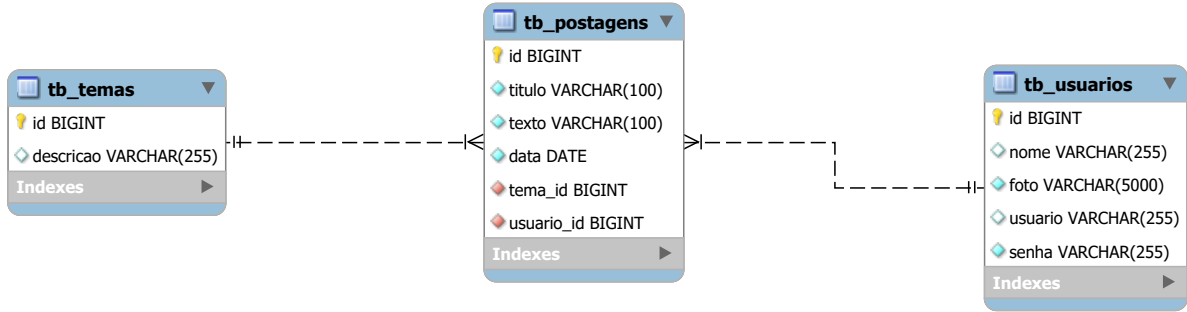 tb_temas
id BIGINT
descricao VARCHAR(255)
Indexes
tb_postagens
id BIGINT
titulo VARCHAR(100)
texto VARCHAR(100)
data DATE
tema_id BIGINT
usuario_id BIGINT
Indexes
tb_usuarios
id BIGINT
nome VARCHAR(255)
foto VARCHAR(5000)
usuario VARCHAR(255)
senha VARCHAR(255)
Indexes